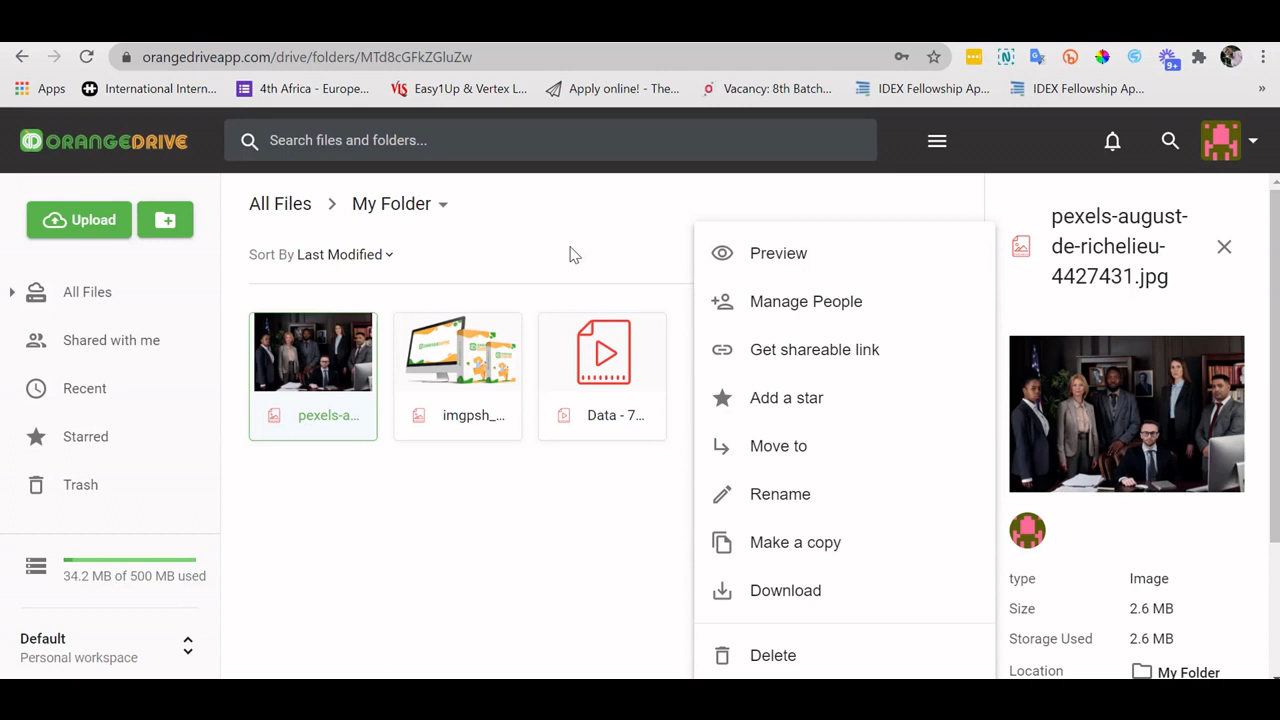 orangedriveapp.com/drive/folders/MTd8cGFkZGluZw
9+
Apps
International Intern...
4th Africa - Europe...
Easy1Up & Vertex L...
Apply online! - The...
Vacancy: 8th Batch...
IDEX Fellowship Ap...
IDEX Fellowship Ap...
»
ORANGEDRIVE
Search files and folders...
Upload
All Files
Shared with me
Recent
Starred
Trash
34.2 MB of 500 MB used
Default
Personal workspace
All Files > My Folder
Sort By Last Modified
pexels-a...
imgpsh_...
Data - 7...
Preview
Manage People
Get shareable link
Add a star
Move to
Rename
Make a copy
Download
Delete
pexels-august-
de-richelieu-
4427431.jpg
type Image
Size 2.6 MB
Storage Used 2.6 MB
Location My Folder